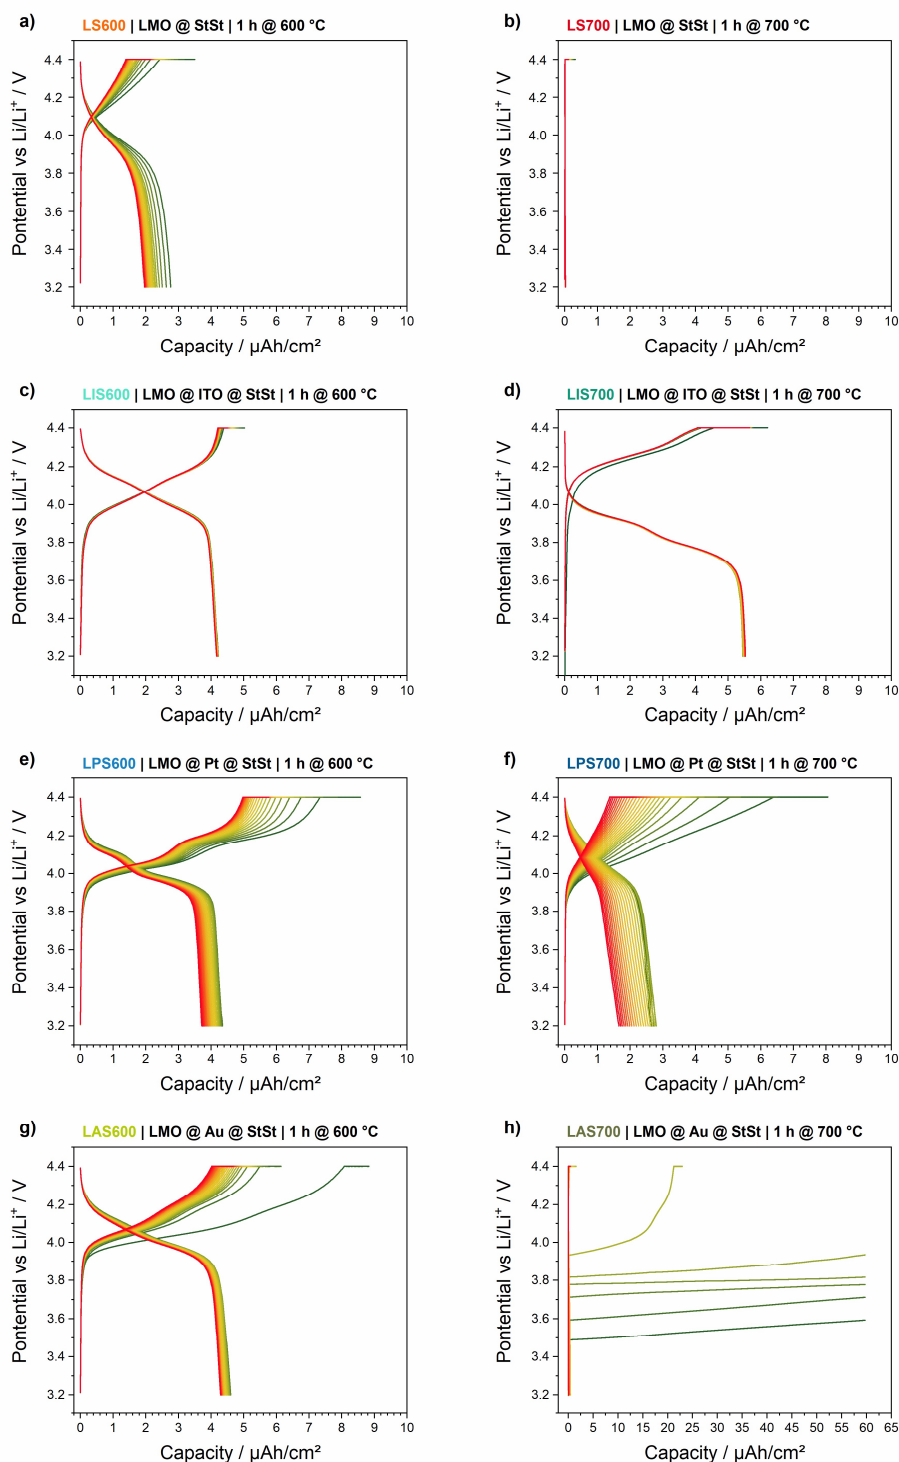 a) LS600 | LMO @ StSt | 1 h @ 600 °C
Pontential vs Li/Li⁺ / V
4.4
4.2
4.0
3.8
3.6
3.4
3.2
0 1 2 3 4 5 6 7 8 9 10
Capacity / µAh/cm²
b) LS700 | LMO @ StSt | 1 h @ 700 °C
Pontential vs Li/Li⁺ / V
4.4
4.2
4.0
3.8
3.6
3.4
3.2
0 1 2 3 4 5 6 7 8 9 10
Capacity / µAh/cm²
c) LIS600 | LMO @ ITO @ StSt | 1 h @ 600 °C
Pontential vs Li/Li⁺ / V
4.4
4.2
4.0
3.8
3.6
3.4
3.2
0 1 2 3 4 5 6 7 8 9 10
Capacity / µAh/cm²
d) LIS700 | LMO @ ITO @ StSt | 1 h @ 700 °C
Pontential vs Li/Li⁺ / V
4.4
4.2
4.0
3.8
3.6
3.4
3.2
0 1 2 3 4 5 6 7 8 9 10
Capacity / µAh/cm²
e) LPS600 | LMO @ Pt @ StSt | 1 h @ 600 °C
Pontential vs Li/Li⁺ / V
4.4
4.2
4.0
3.8
3.6
3.4
3.2
0 1 2 3 4 5 6 7 8 9 10
Capacity / µAh/cm²
f) LPS700 | LMO @ Pt @ StSt | 1 h @ 700 °C
Pontential vs Li/Li⁺ / V
4.4
4.2
4.0
3.8
3.6
3.4
3.2
0 1 2 3 4 5 6 7 8 9 10
Capacity / µAh/cm²
g) LAS600 | LMO @ Au @ StSt | 1 h @ 600 °C
Pontential vs Li/Li⁺ / V
4.4
4.2
4.0
3.8
3.6
3.4
3.2
0 1 2 3 4 5 6 7 8 9 10
Capacity / µAh/cm²
h) LAS700 | LMO @ Au @ StSt | 1 h @ 700 °C
Pontential vs Li/Li⁺ / V
4.4
4.2
4.0
3.8
3.6
3.4
3.2
0 5 10 15 20 25 30 35 40 45 50 55 60 65
Capacity / µAh/cm²